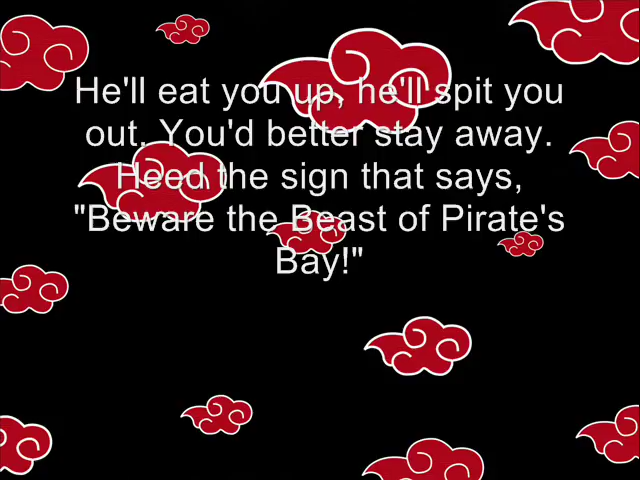 He'll eat you up, he'll spit you
out. You'd better stay away.
Heed the sign that says,
"Beware the Beast of Pirate's
Bay!"